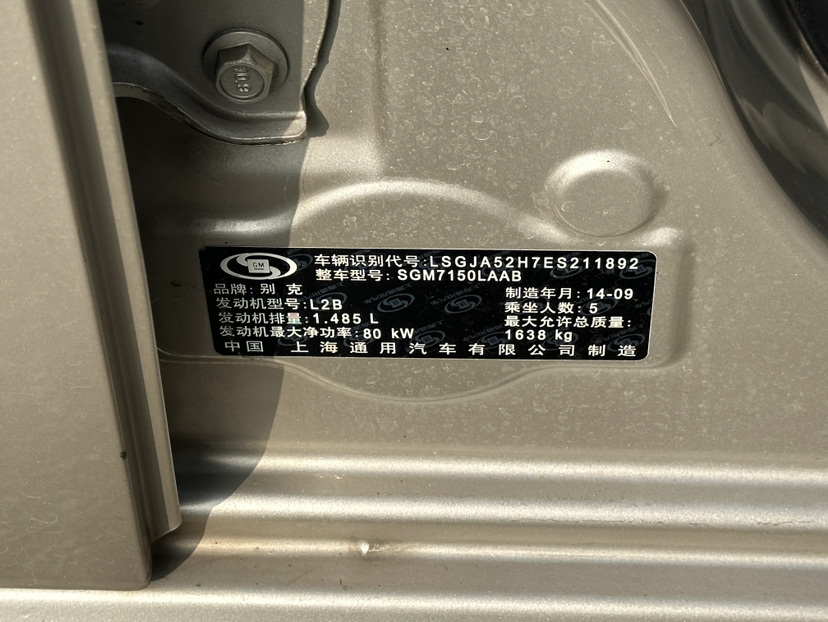 GM
车辆识别代号:LSGJA52H7ES211892
整车型号: SGM7150LAAB
品牌: 别 克
制造年月: 14-09
发动机型号: L2B
乘坐人数: 5
发动机排量: 1.485 L
最大允许总质量:
发动机最大净功率: 80 kW
1638 kg
中国 上海通用汽车有限公司制造